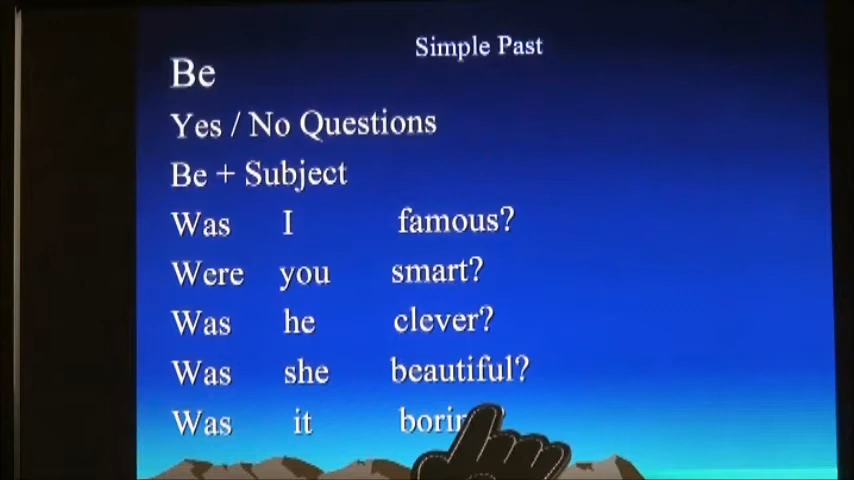 Simple Past
Be
Yes / No Questions
Be + Subject
Was I famous?
Were you smart?
Was he clever?
Was she beautiful?
Was it